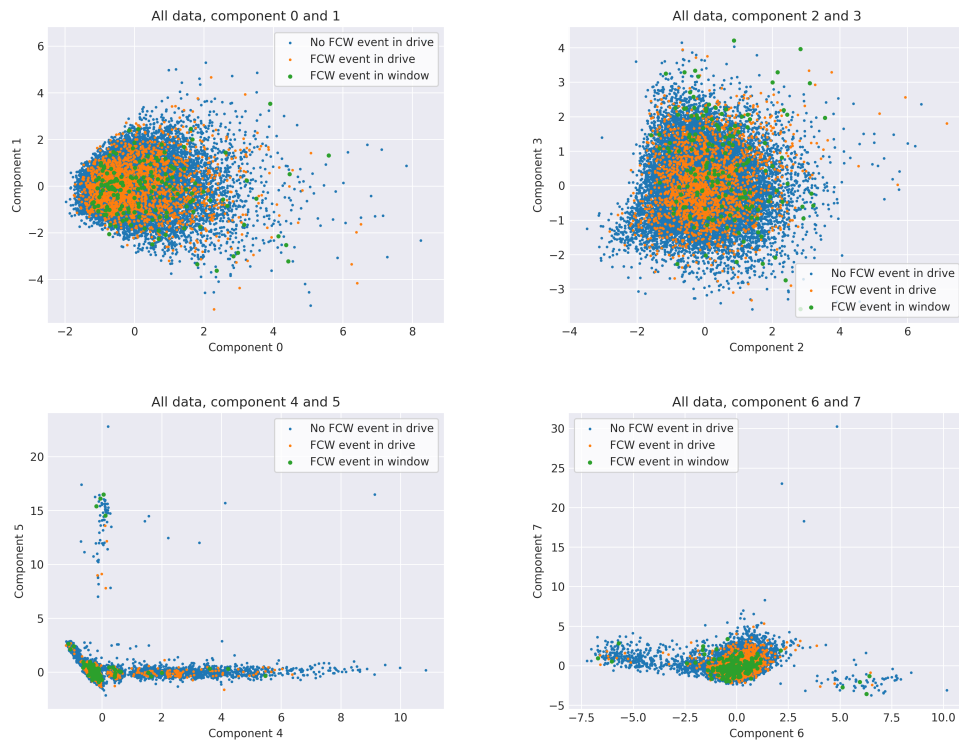 All data, component 0 and 1
6
4
2
0
−2
−4
Component 1
No FCW event in drive
FCW event in drive
FCW event in window
−2 0 2 4 6 8
Component 0
All data, component 2 and 3
4
3
2
1
0
−1
−2
−3
Component 3
No FCW event in drive
FCW event in drive
FCW event in window
−4 −2 0 2 4 6
Component 2
All data, component 4 and 5
20
15
10
5
0
Component 5
No FCW event in drive
FCW event in drive
FCW event in window
0 2 4 6 8 10
Component 4
All data, component 6 and 7
30
25
20
15
10
5
0
−5
Component 7
No FCW event in drive
FCW event in drive
FCW event in window
−7.5 −5.0 −2.5 0.0 2.5 5.0 7.5 10.0
Component 6